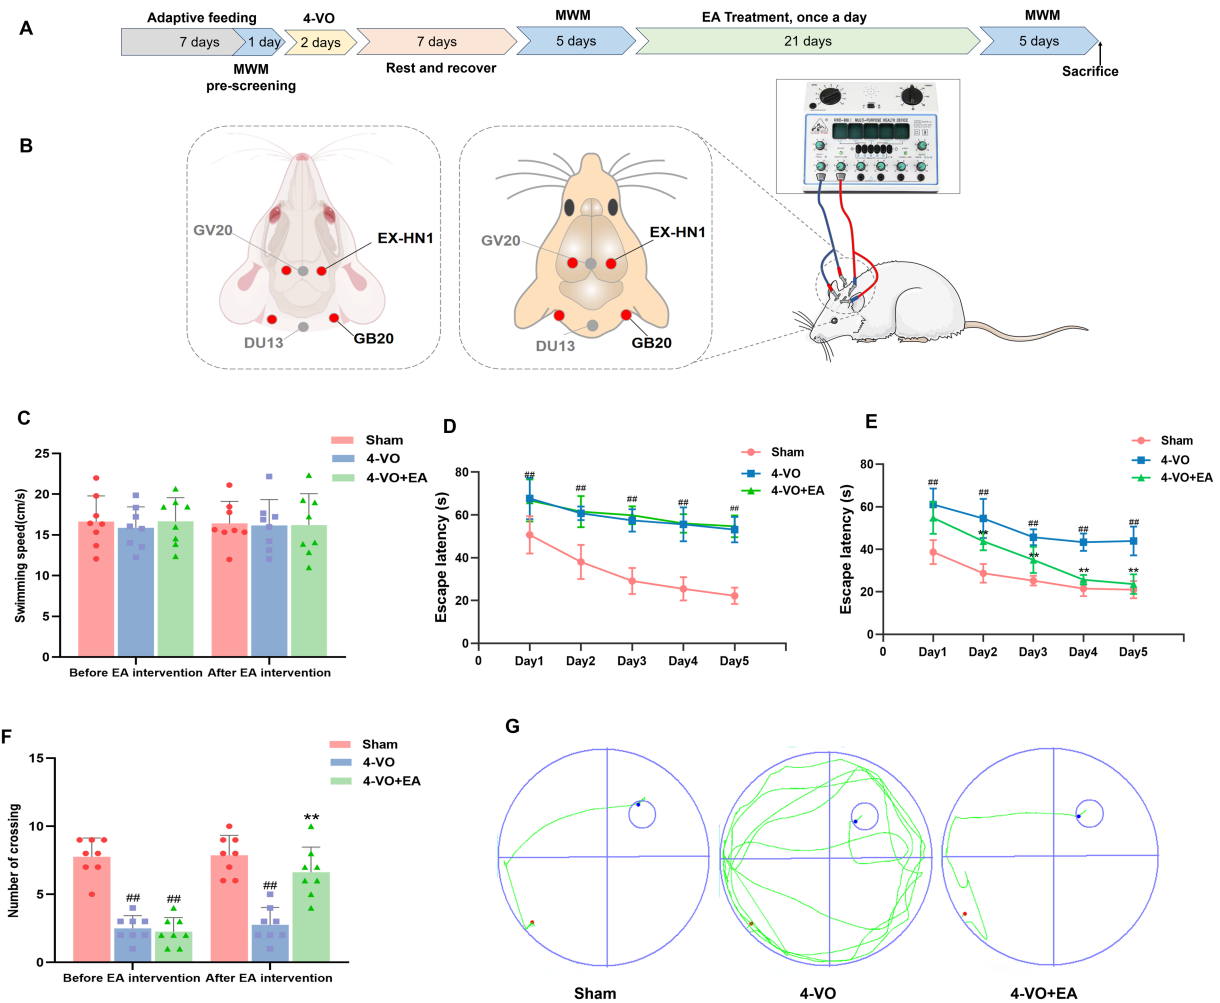 A
Adaptive feeding
4-VO
MWM
EA Treatment, once a day
MWM
7 days
1 day
2 days
7 days
5 days
21 days
5 days
MWM
pre-screening
Rest and recover
Sacrifice
B
GV20
EX-HN1
DU13
GB20
GV20
EX-HN1
DU13
GB20
C
Sham
4-VO
4-VO+EA
Swimming speed(cm/s)
25
20
15
10
5
0
Before EA intervention
After EA intervention
D
Sham
4-VO
4-VO+EA
Escape latency (s)
80
60
40
20
0
##
##
##
##
##
0
Day1
Day2
Day3
Day4
Day5
E
Sham
4-VO
4-VO+EA
Escape latency (s)
80
60
40
20
0
##
##
##
##
##
**
**
**
**
0
Day1
Day2
Day3
Day4
Day5
F
Sham
4-VO
4-VO+EA
Number of crossing
15
10
5
0
##
##
##
**
Before EA intervention
After EA intervention
G
Sham
4-VO
4-VO+EA